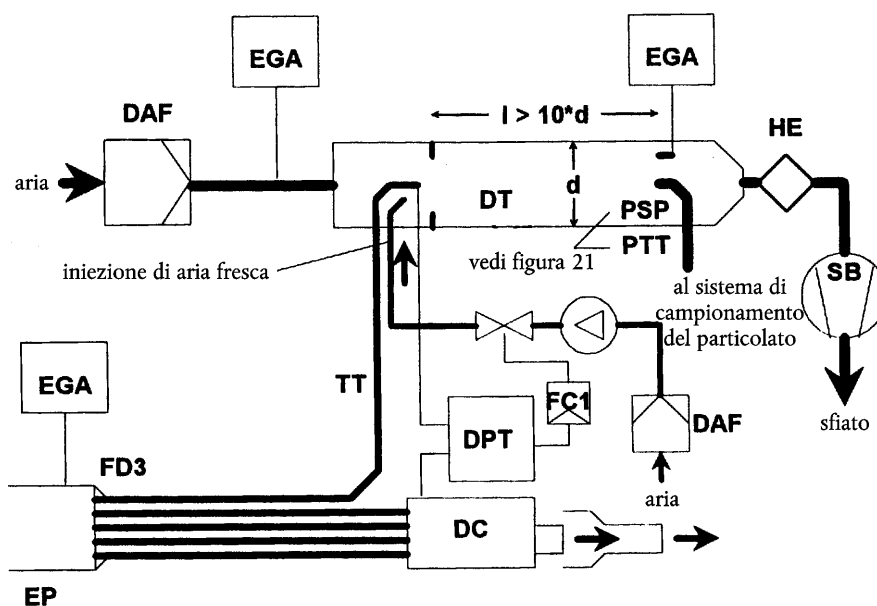 EGA
EGA
DAF
l > 10*d
HE
aria
d
DT
PSP
PTT
vedi figura 21
iniezione di aria fresca
al sistema di
campionamento
del particolato
SB
EGA
TT
FC1
DAF
sfiato
DPT
FD3
aria
DC
EP